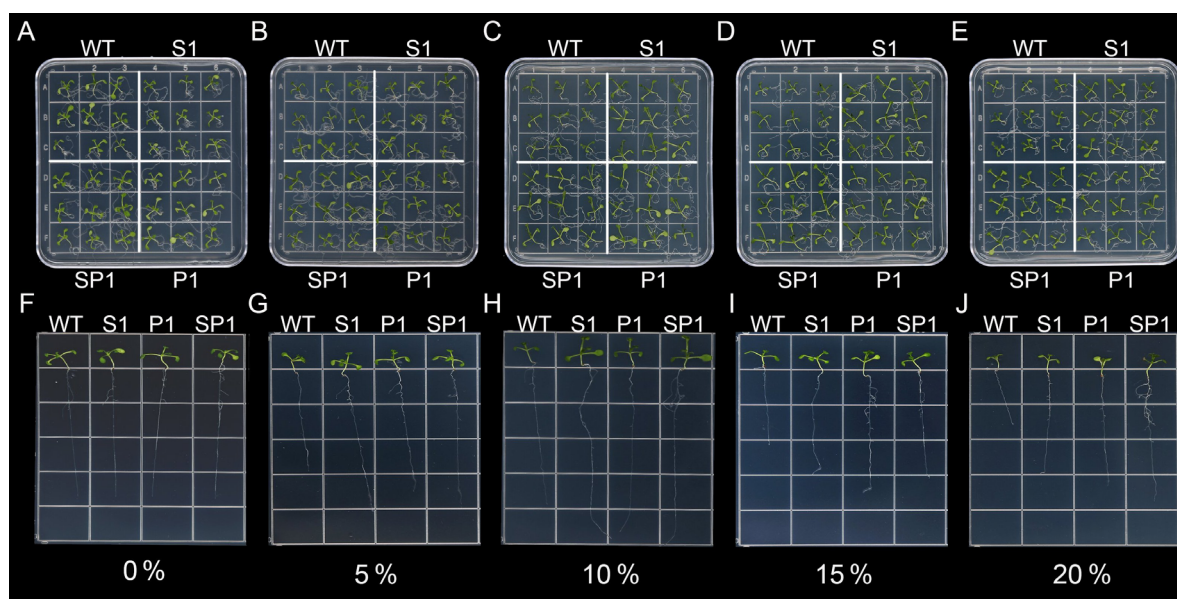 A B C D E
WT S1 WT S1 WT S1 WT S1 WT S1
SP1 P1 SP1 P1 SP1 P1 SP1 P1 SP1 P1
F G H I J
WT S1 P1 SP1 WT S1 P1 SP1 WT S1 P1 SP1 WT S1 P1 SP1 WT S1 P1 SP1
0 % 5 % 10 % 15 % 20 %